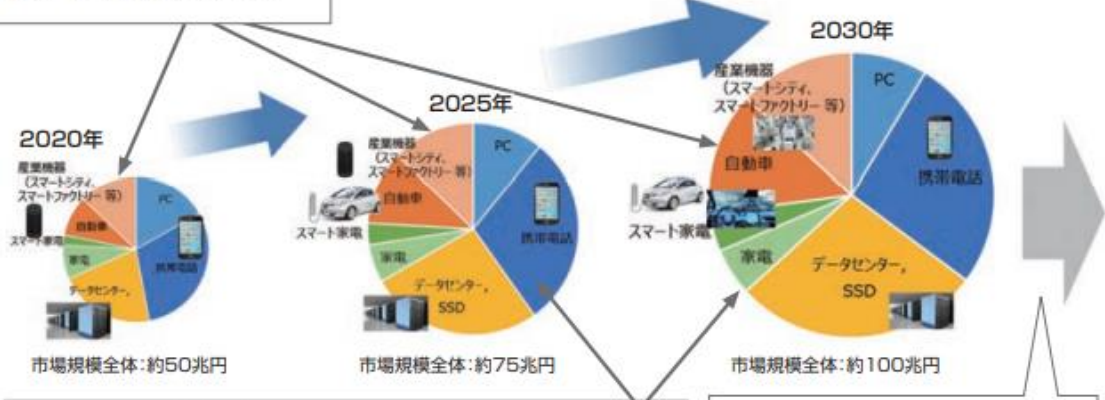 2020年
産業機器
(スマートシティ、
スマートファクトリー 等)
PC
自動車
スマート家電
携帯電話
家電
データセンター,
市場規模全体:約50兆円
2025年
産業機器
(スマートシティ、
スマートファクトリー 等)
PC
自動車
スマート家電
携帯電話
家電
データセンター,
SSD
市場規模全体:約75兆円
2030年
産業機器
(スマートシティ、
スマートファクトリー 等)
PC
自動車
携帯電話
スマート家電
家電
データセンター,
SSD
市場規模全体:約100兆円